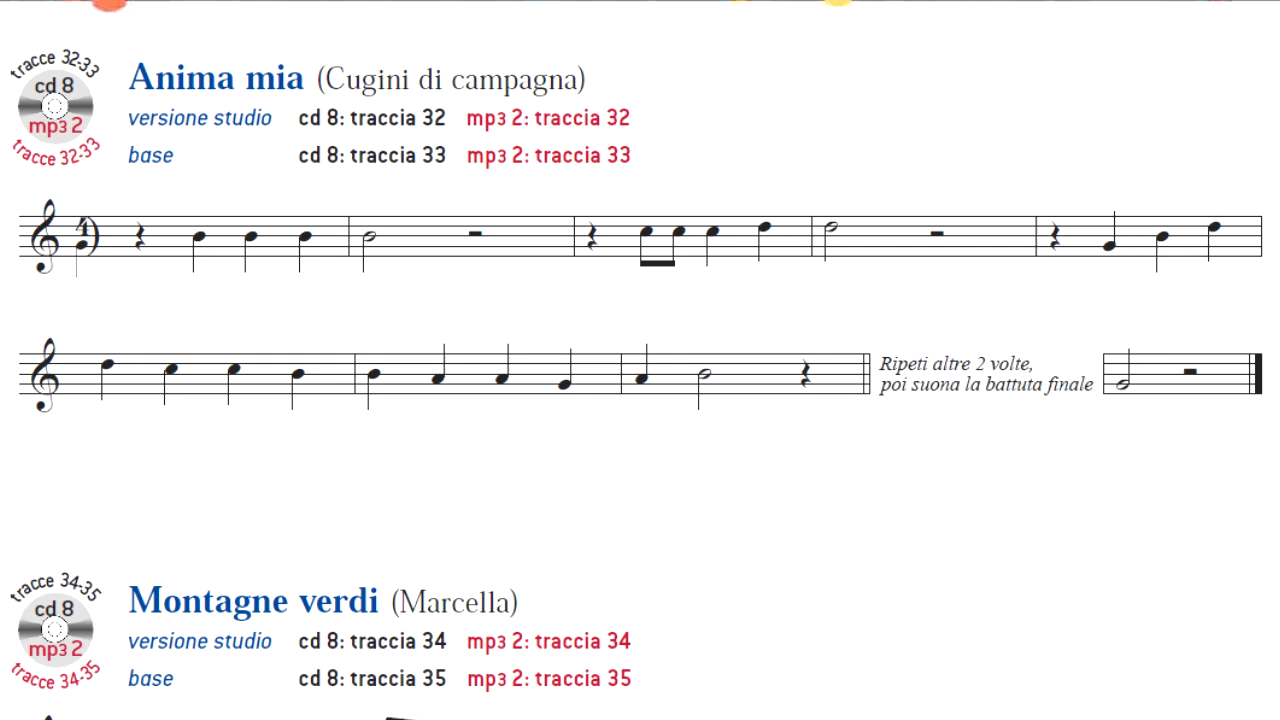 tracce 32-33
cd 8
mp3 2
tracce 32-33
Anima mia (Cugini di campagna)
versione studio cd 8: traccia 32 mp3 2: traccia 32
base cd 8: traccia 33 mp3 2: traccia 33
4)
Ripeti altre 2 volte,
poi suona la battuta finale
tracce 34-35
cd 8
mp3 2
tracce 34-35
Montagne verdi (Marcella)
versione studio cd 8: traccia 34 mp3 2: traccia 34
base cd 8: traccia 35 mp3 2: traccia 35